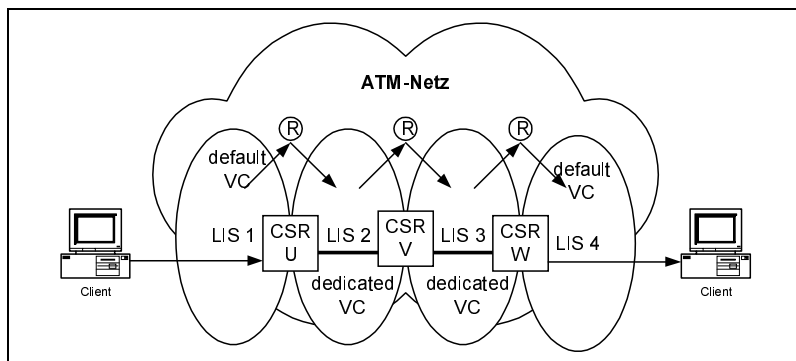 ATM-Netz
R
R
R
default
VC
default
VC
LIS 1
CSR
U
LIS 2
CSR
V
LIS 3
CSR
W
LIS 4
dedicated
VC
dedicated
VC
Client
Client